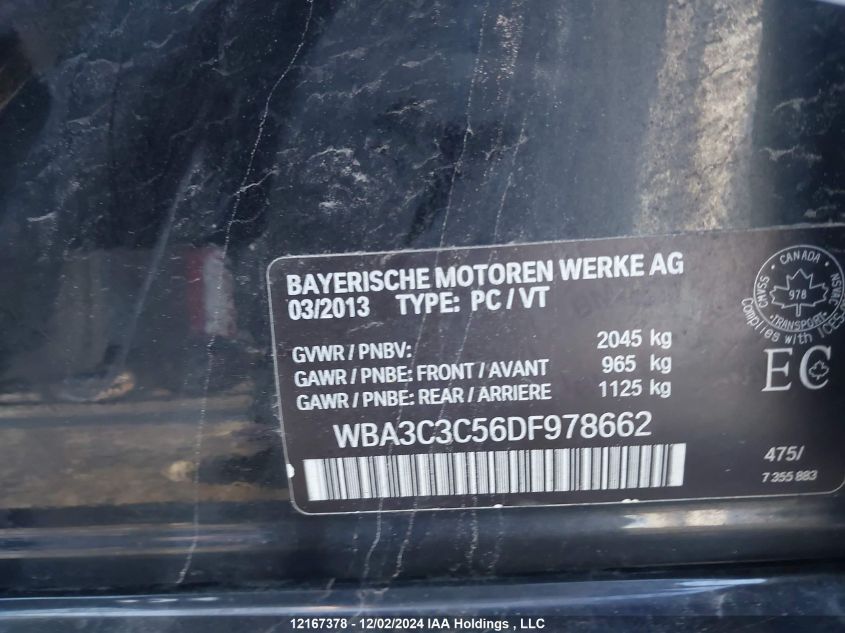 BAYERISCHE MOTOREN WERKE AG
03/2013 TYPE: PC / VT
GVWR / PNBV: 2045 kg
GAWR / PNBE: FRONT / AVANT 965 kg
GAWR / PNBE: REAR / ARRIERE 1125 kg
WBA3C3C56DF978662
CANADA
978
TRANSPORT
Complies with
EC
475/
7 355 883
12167378 - 12/02/2024 IAA Holdings , LLC